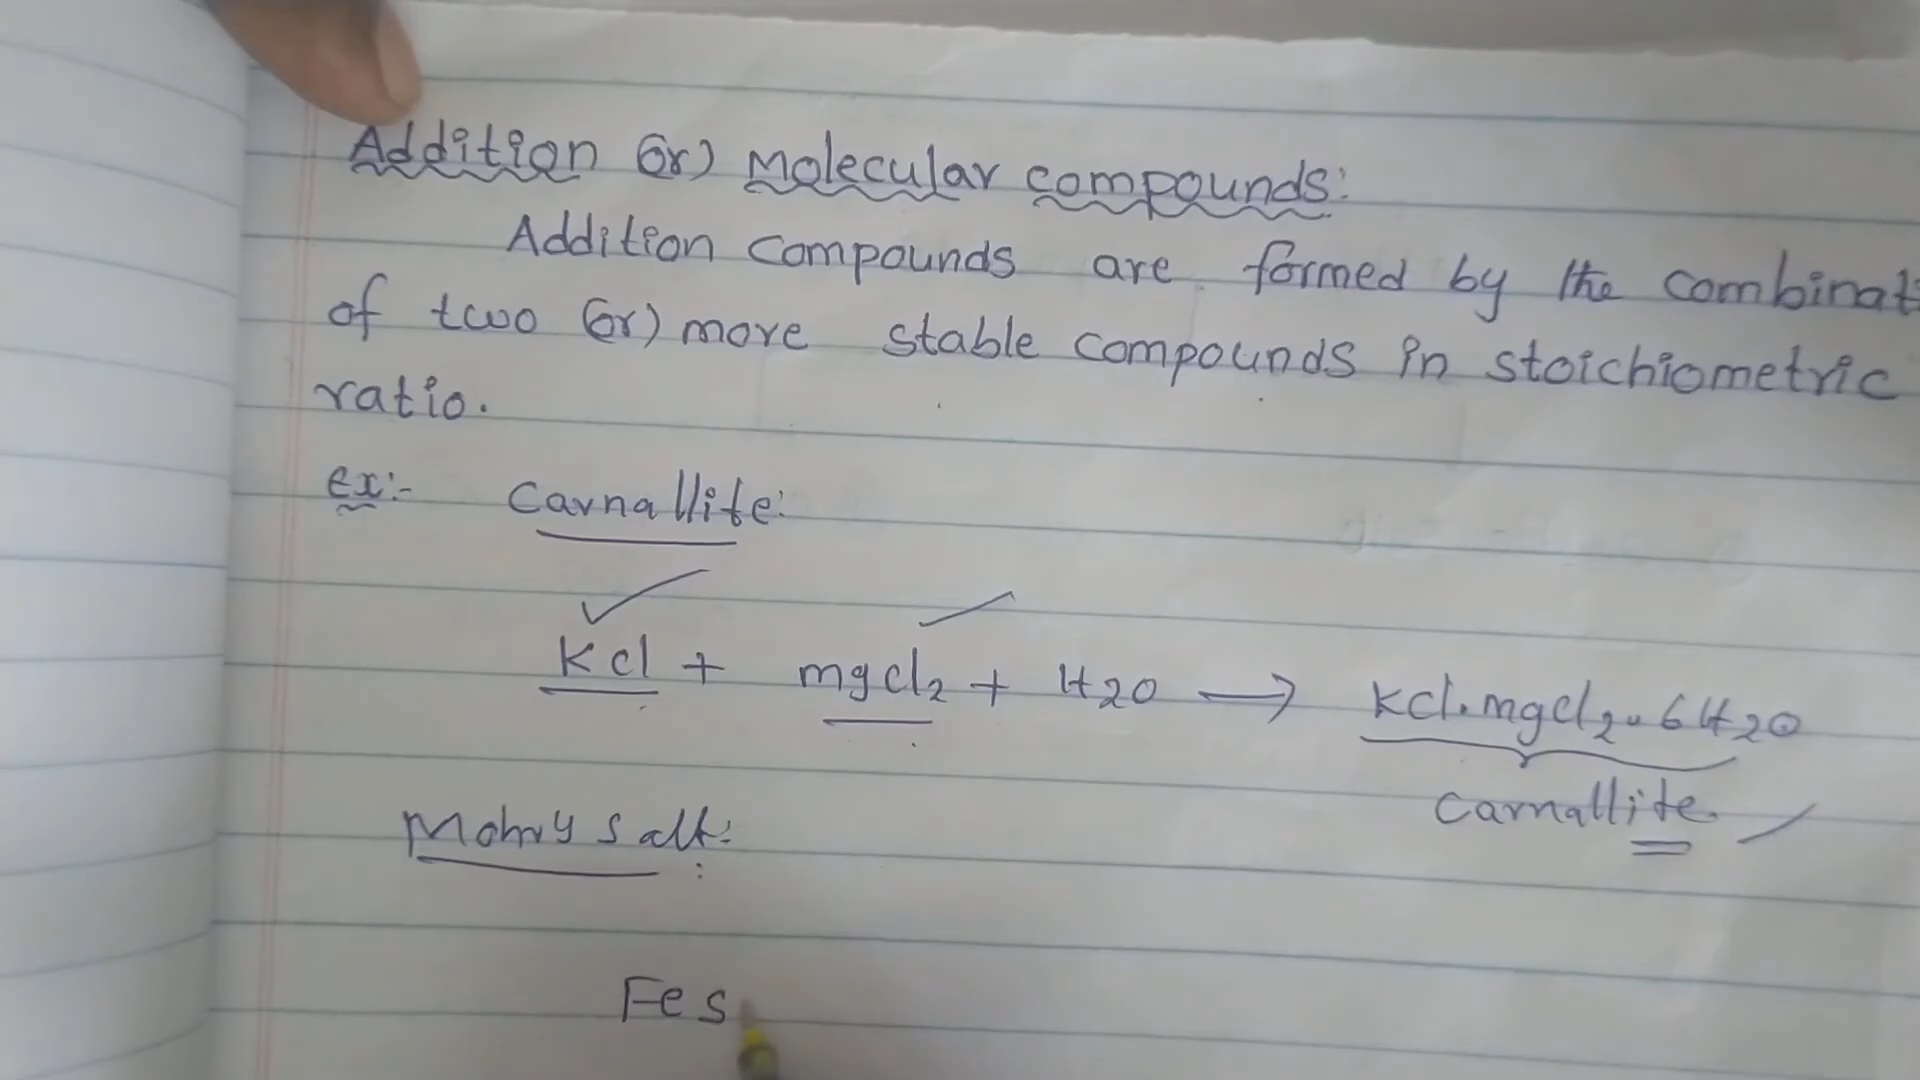 Addition (or) Molecular compounds:
Addition compounds are formed by the combinat
of two (or) more stable compounds in stoichiometric
ratio.
ex:- Carnallite:
KCl + mgcl2 + H2O → KCl.mgcl2.6H2O
Carnallite.
Mohry salt:
Fes